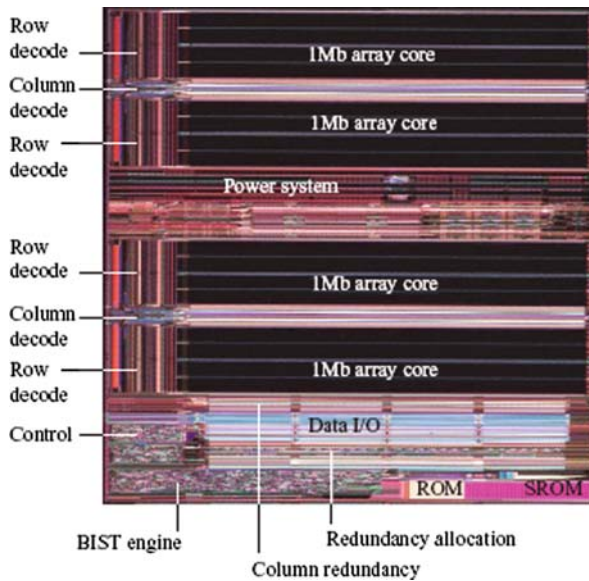 Row
decode
1Mb array core
Column
decode
1Mb array core
Row
decode
Power system
Row
decode
1Mb array core
Column
decode
Row
decode
1Mb array core
Data I/O
Control
ROM
SROM
BIST engine
Redundancy allocation
Column redundancy